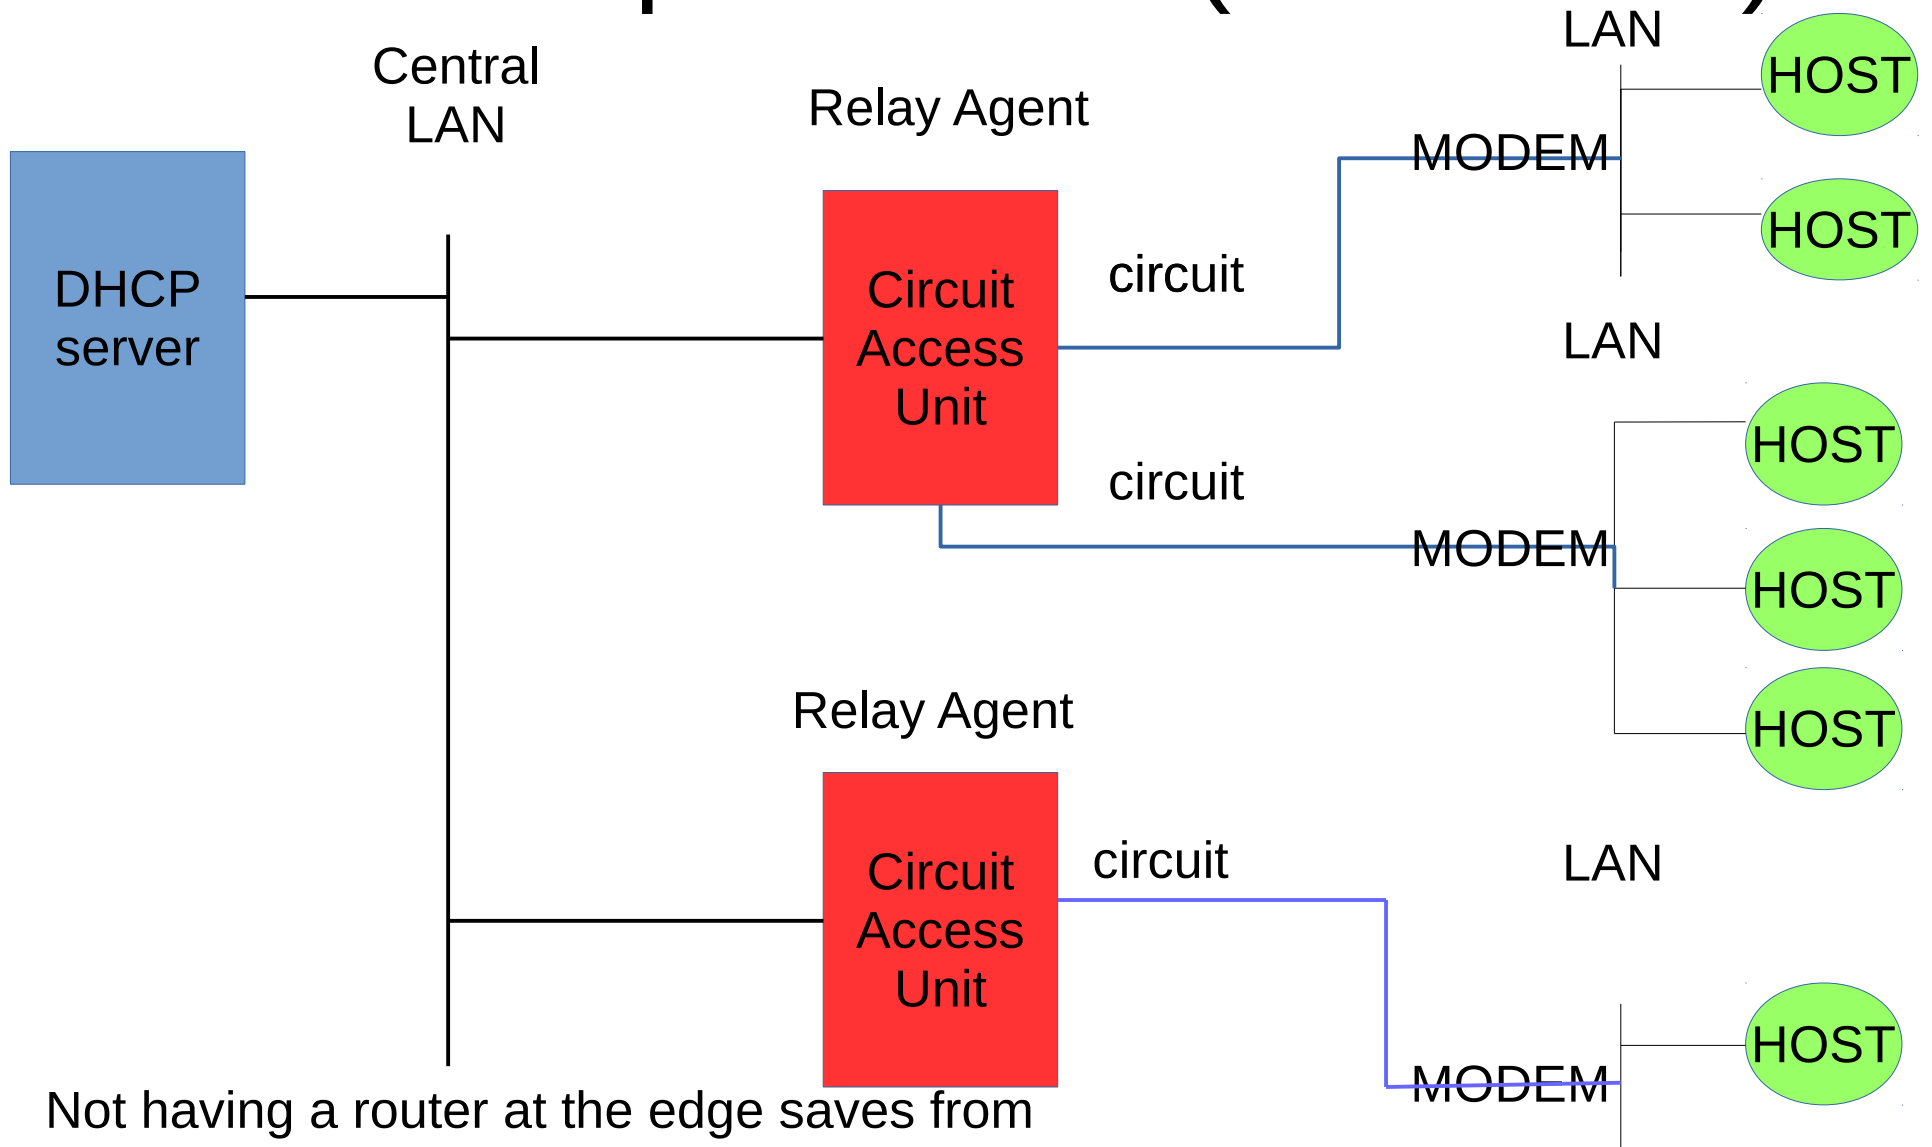 LAN
HOST
Central
LAN
Relay Agent
MODEM
HOST
DHCP
server
Circuit
Access
Unit
circuit
LAN
HOST
circuit
MODEM
HOST
Relay Agent
HOST
Circuit
Access
Unit
circuit
LAN
HOST
MODEM
Not having a router at the edge saves from